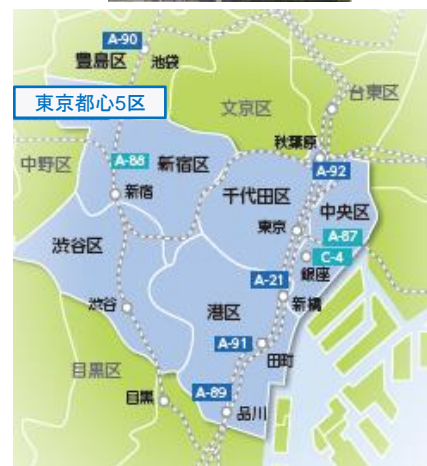 A-90
豊島区
池袋
台東区
東京都心5区
文京区
秋葉原
中野区
A-88
新宿区
A-92
新宿
千代田区
中央区
東京
A-87
渋谷区
C-4
銀座
A-21
渋谷
港区
新橋
A-91
田町
目黒区
A-89
目黒
品川